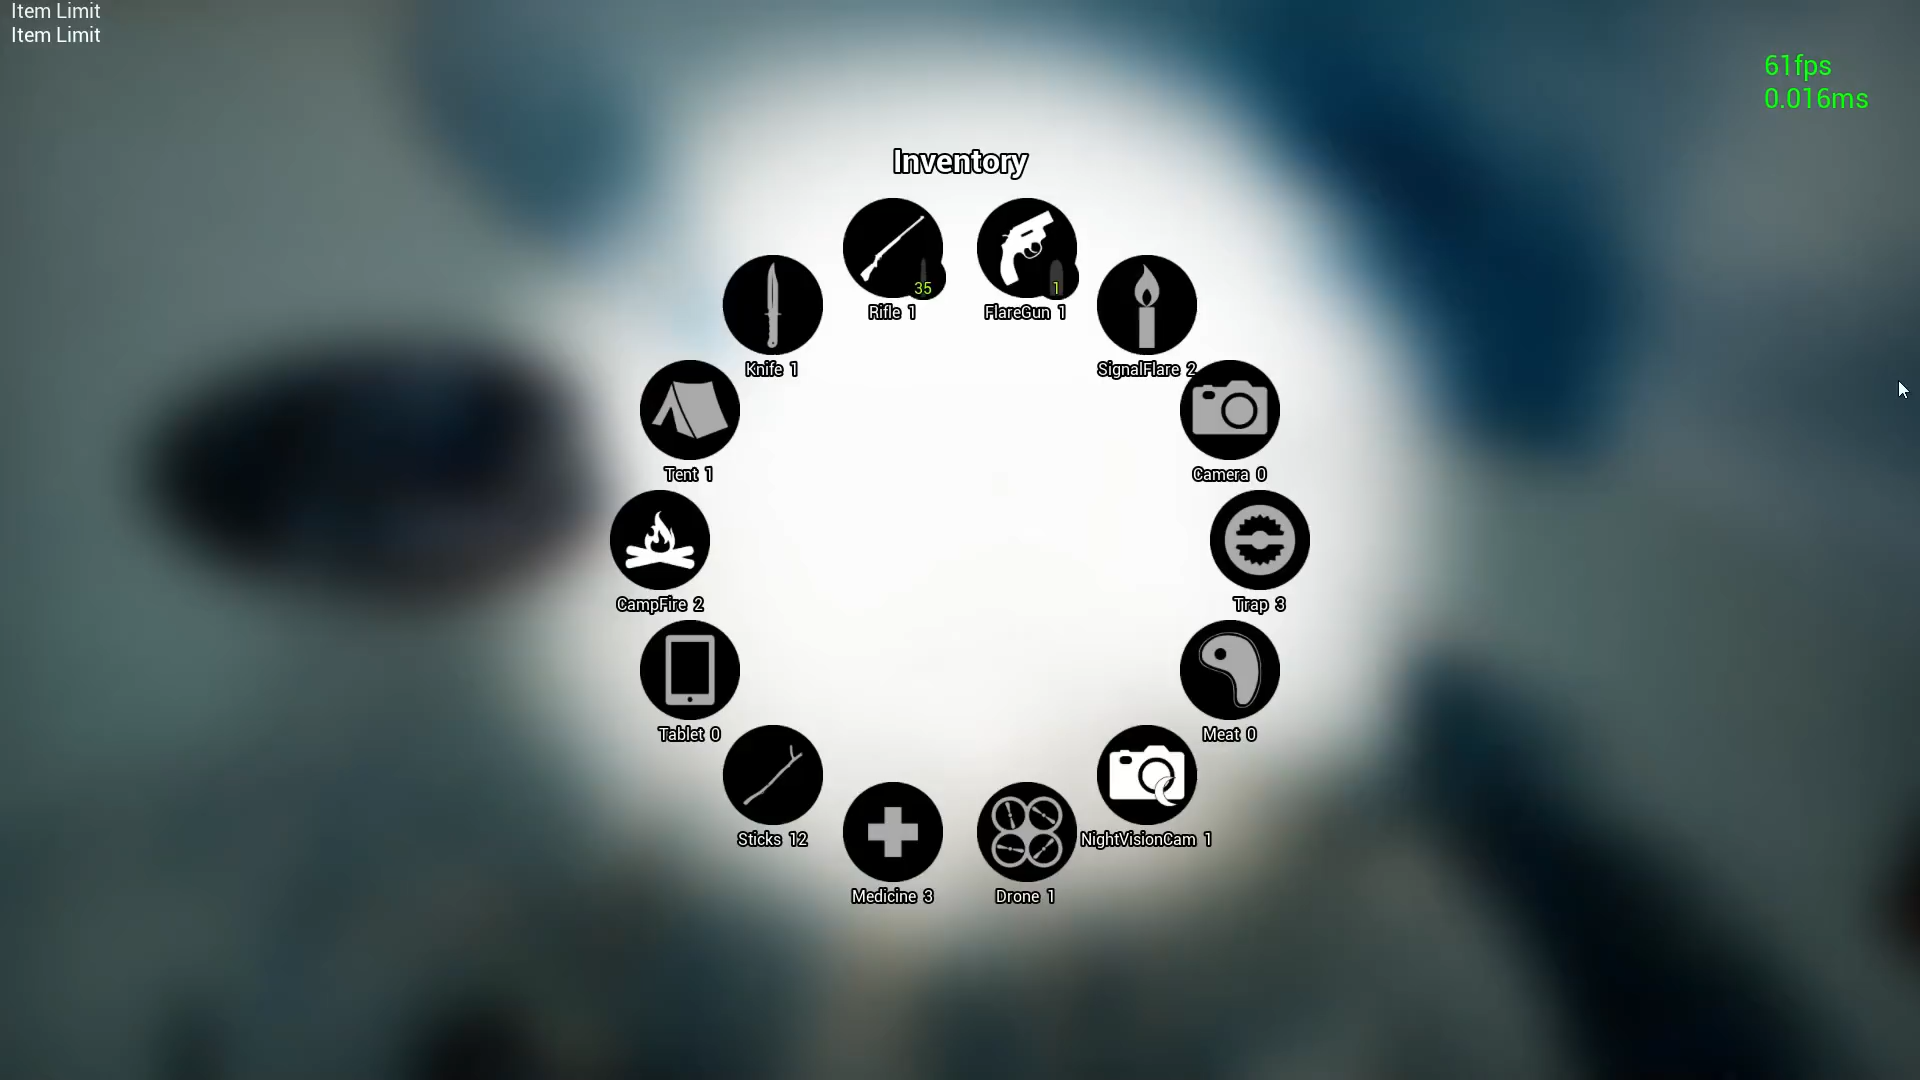 Item Limit
Item Limit
61fps
0.016ms
Inventory
35
1
Rifle 1
FlareGun 1
Knife 1
SignalFlare 2
Tent 1
Camera 0
CampFire 2
Trap 3
Tablet 0
Meat 0
Sticks 12
NightVisionCam 1
Medicine 3
Drone 1